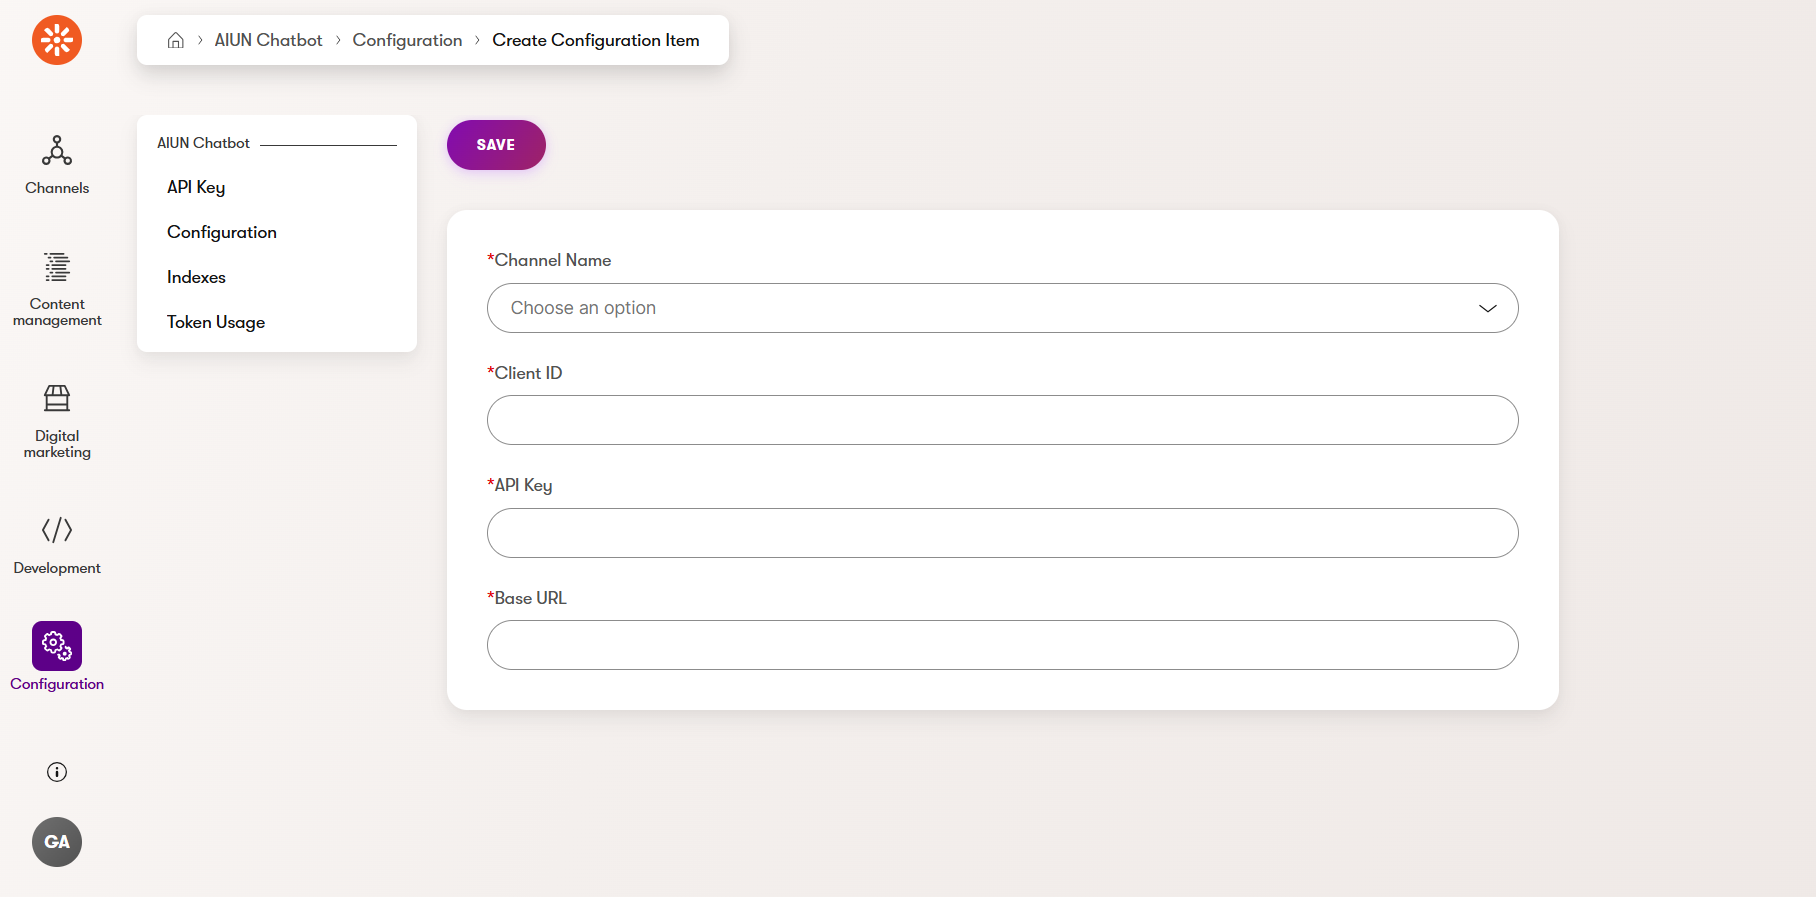 AIUN Chatbot
Configuration
Create Configuration Item
Channels
Content
management
Digital
marketing
Development
Configuration
GA
AIUN Chatbot
API Key
Configuration
Indexes
Token Usage
SAVE
*Channel Name
Choose an option
*Client ID
*API Key
*Base URL